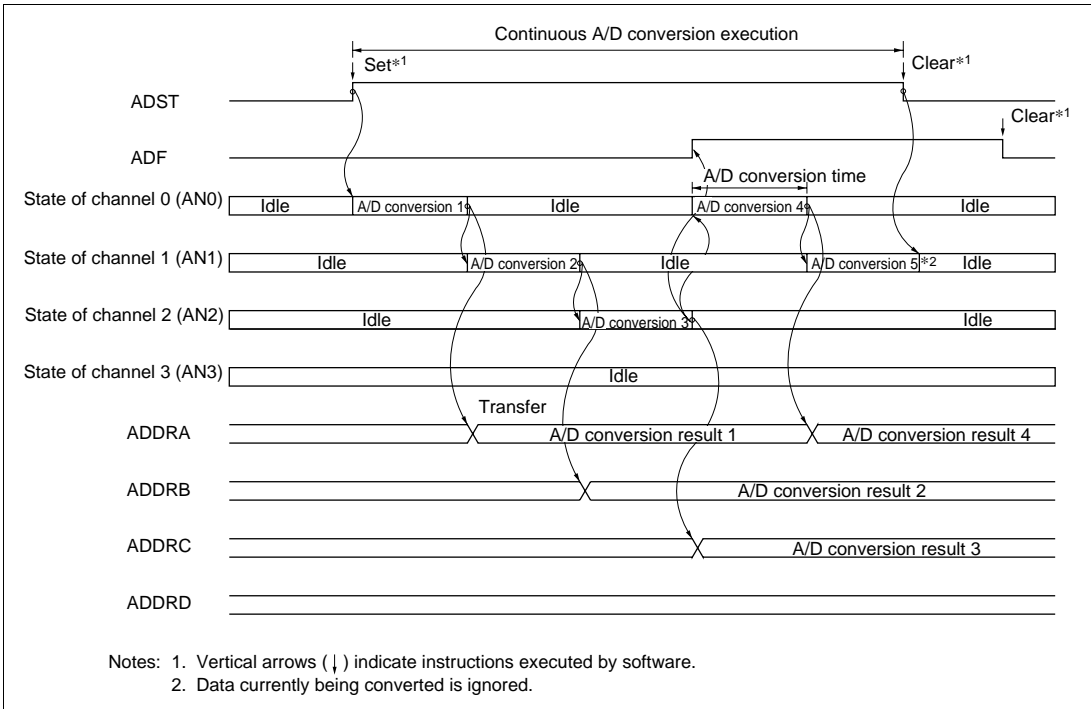 Continuous A/D conversion execution
Set*1
Clear*1
ADST
Clear*1
ADF
A/D conversion time
State of channel 0 (AN0)
Idle
A/D conversion 1
Idle
A/D conversion 4
Idle
State of channel 1 (AN1)
Idle
A/D conversion 2
Idle
A/D conversion 5
*2
Idle
State of channel 2 (AN2)
Idle
A/D conversion 3
Idle
State of channel 3 (AN3)
Idle
Transfer
ADDRA
A/D conversion result 1
A/D conversion result 4
ADDRB
A/D conversion result 2
ADDRC
A/D conversion result 3
ADDRD
Notes: 1. Vertical arrows (↓) indicate instructions executed by software.
2. Data currently being converted is ignored.